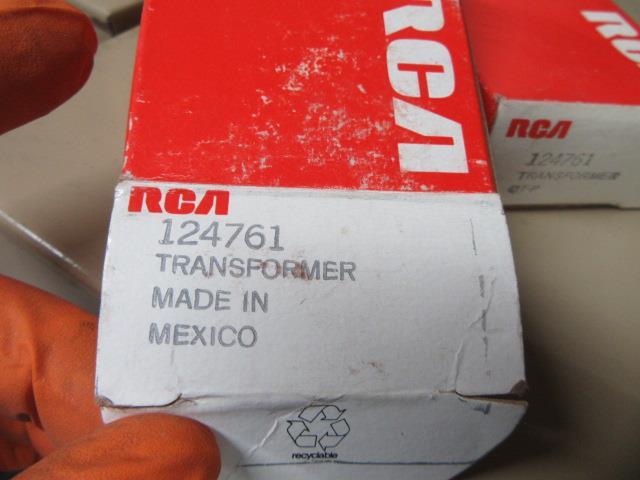 RCA
RCA
124761
TRANSFORMER
MADE IN
MEXICO
recyclable
RCA
124761
TRANSFORMER